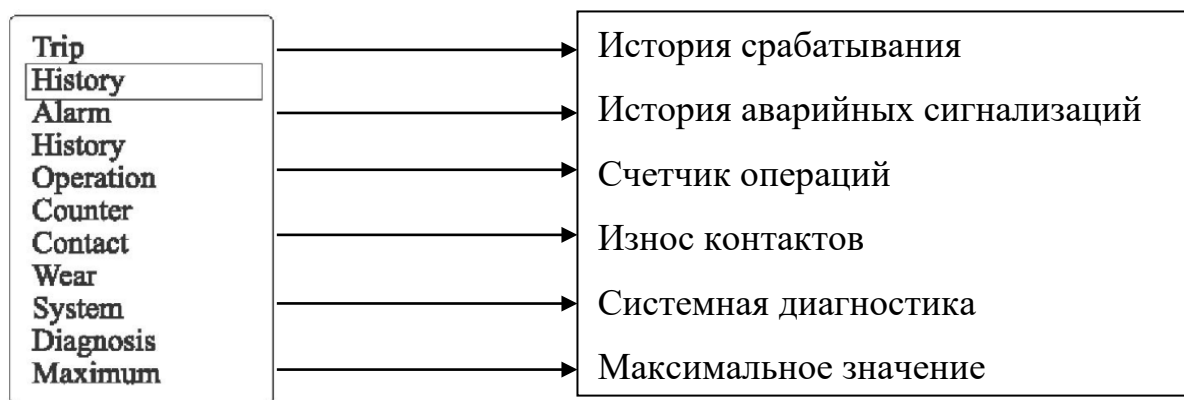 Trip
History
Alarm
History
Operation
Counter
Contact
Wear
System
Diagnosis
Maximum
История срабатывания
История аварийных сигнализаций
Счетчик операций
Износ контактов
Системная диагностика
Максимальное значение